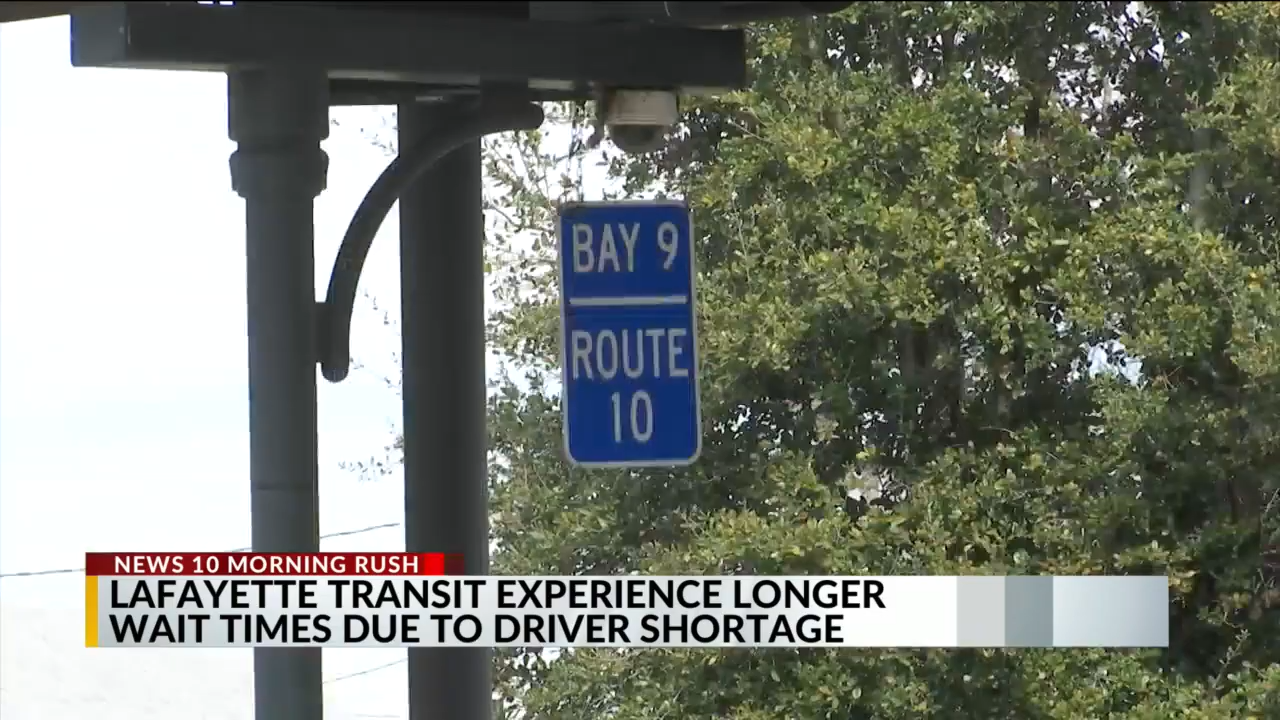 BAY 9
ROUTE
10
NEWS 10 MORNING RUSH
LAFAYETTE TRANSIT EXPERIENCE LONGER
WAIT TIMES DUE TO DRIVER SHORTAGE